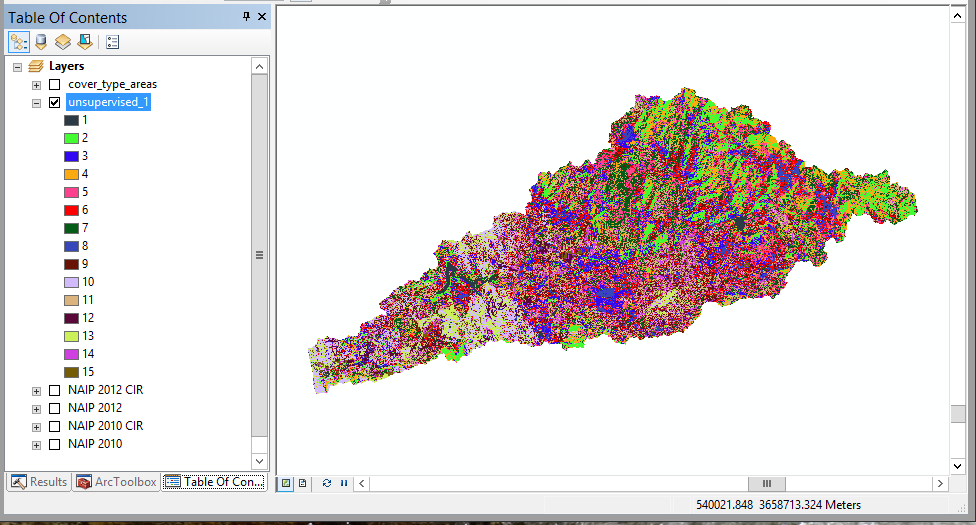 Table Of Contents
Layers
cover_type_areas
unsupervised_1
1
2
3
4
5
6
7
8
9
10
11
12
13
14
15
NAIP 2012 CIR
NAIP 2012
NAIP 2010 CIR
NAIP 2010
Results ArcToolbox Table Of Con...
540021.848 3658713.324 Meters